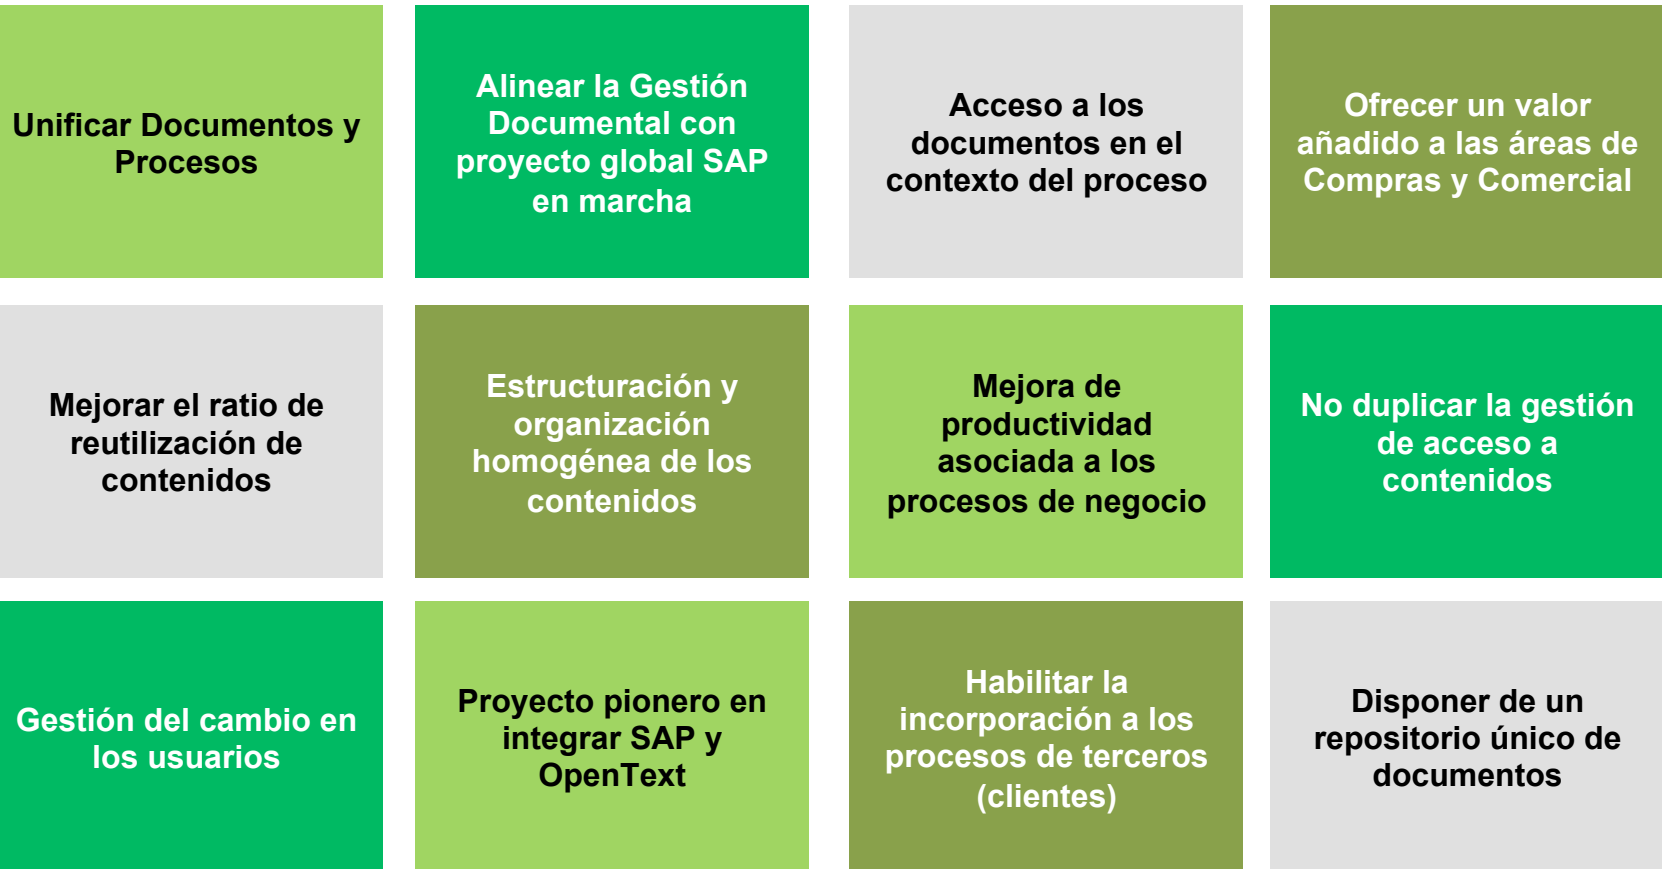 Unificar Documentos y
Procesos
Alinear la Gestión
Documental con
proyecto global SAP
en marcha
Acceso a los
documentos en el
contexto del proceso
Ofrecer un valor
añadido a las áreas de
Compras y Comercial
Mejorar el ratio de
reutilización de
contenidos
Estructuración y
organización
homogénea de los
contenidos
Mejora de
productividad
asociada a los
procesos de negocio
No duplicar la gestión
de acceso a
contenidos
Gestión del cambio en
los usuarios
Proyecto pionero en
integrar SAP y
OpenText
Habilitar la
incorporación a los
procesos de terceros
(clientes)
Disponer de un
repositorio único de
documentos